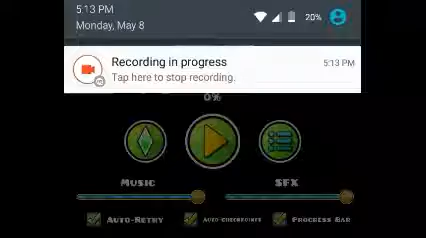 5:13 PM
20%
Monday, May 8
Recording in progress
5:13 PM
Tap here to stop recording.
0%
Music
SFX
Auto-Retry
Auto-Checkpoints
Progress Bar